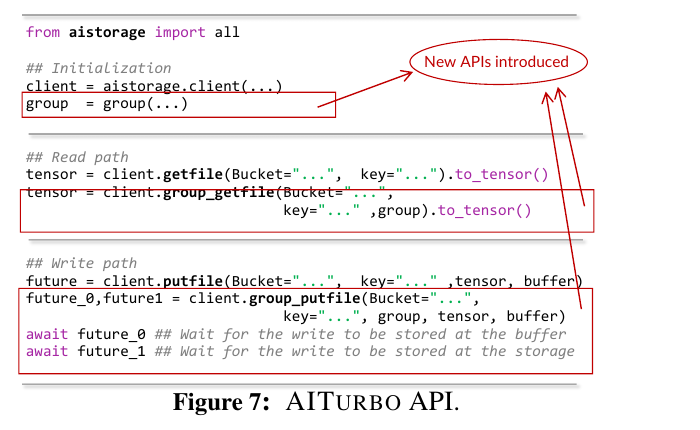 from aistorage import all
New APIs introduced
## Initialization
client = aistorage.client(...)
group  = group(...)
## Read path
tensor = client.getfile(Bucket="...",  key="...").to_tensor()
tensor = client.group_getfile(Bucket="...",
key="..." ,group).to_tensor()
## Write path
future = client.putfile(Bucket="...",  key="..." ,tensor, buffer)
future_0,future1 = client.group_putfile(Bucket="...",
key="...", group, tensor, buffer)
await future_0 ## Wait for the write to be stored at the buffer
await future_1 ## Wait for the write to be stored at the storage
Figure 7: AITURBO API.